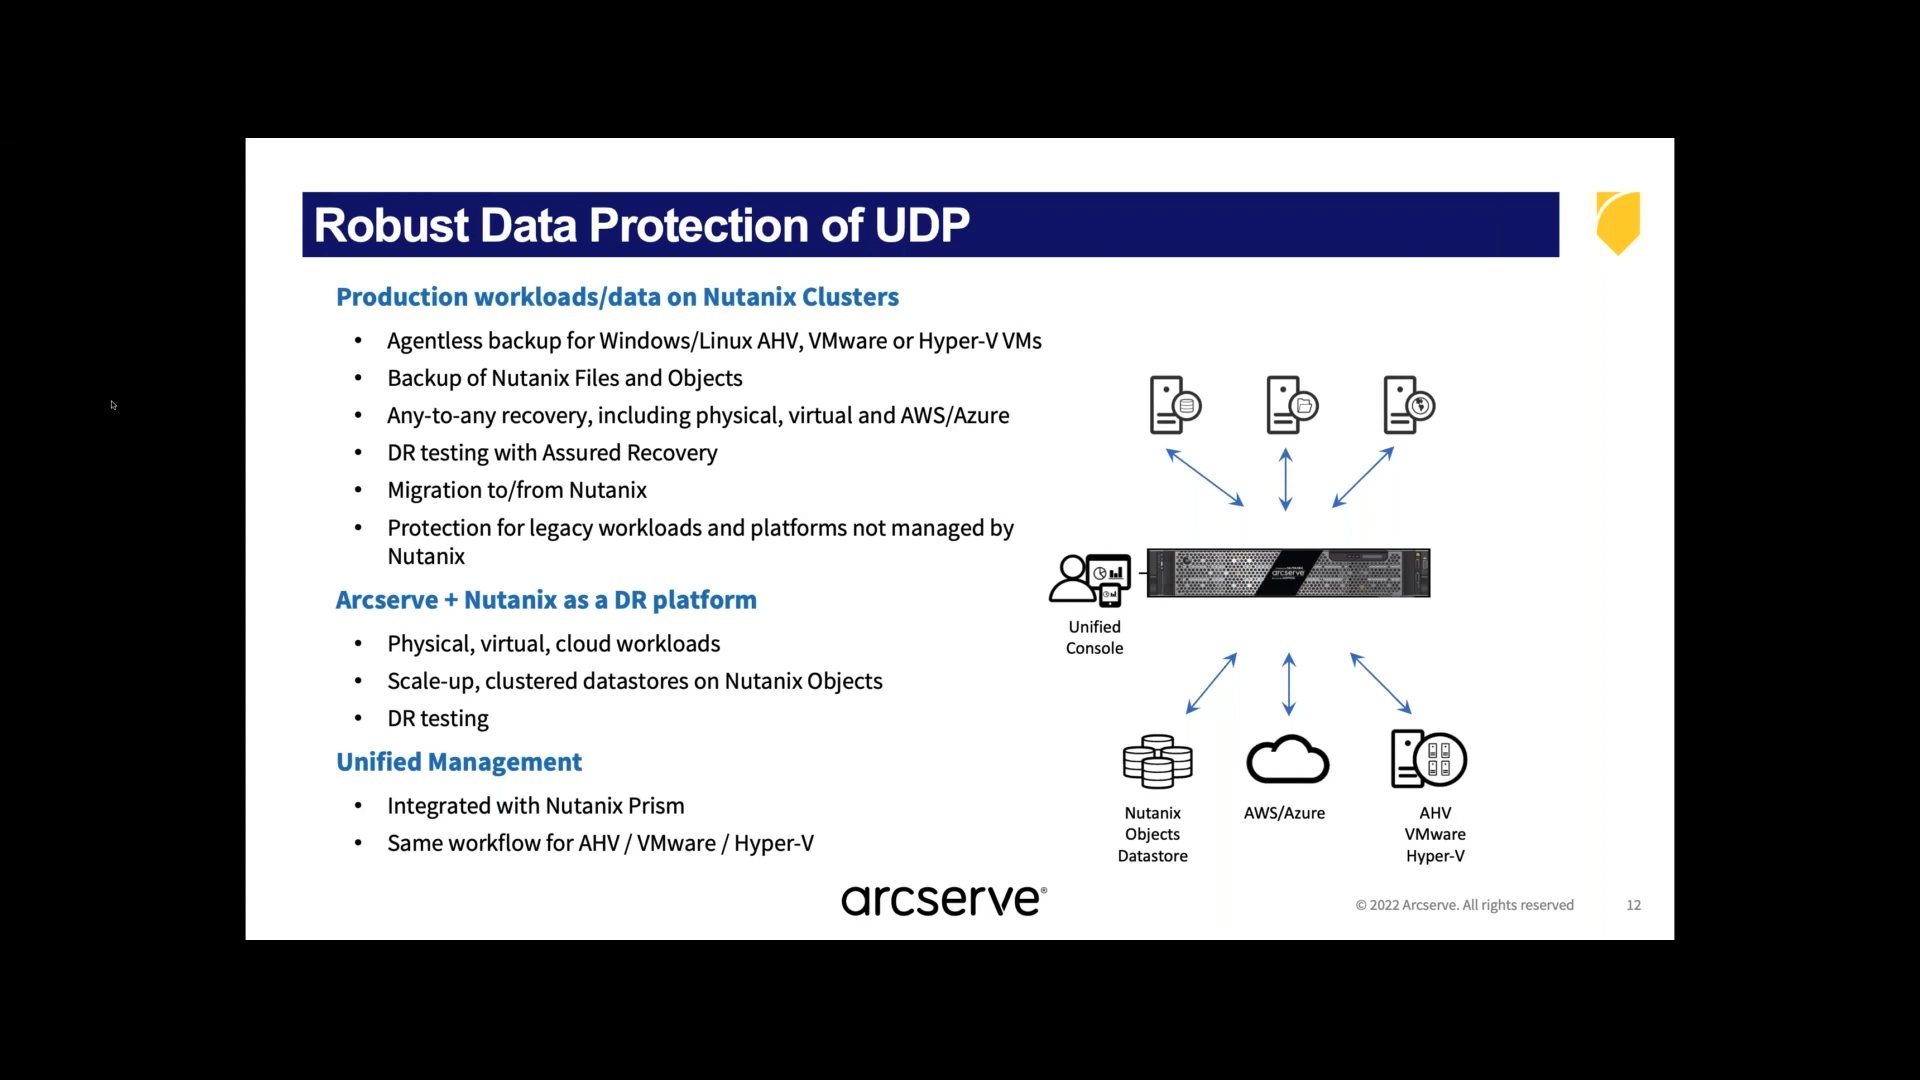 Robust Data Protection of UDP
Production workloads/data on Nutanix Clusters
• Agentless backup for Windows/Linux AHV, VMware or Hyper-V VMs
• Backup of Nutanix Files and Objects
• Any-to-any recovery, including physical, virtual and AWS/Azure
• DR testing with Assured Recovery
• Migration to/from Nutanix
• Protection for legacy workloads and platforms not managed by
Nutanix
Arcserve + Nutanix as a DR platform
• Physical, virtual, cloud workloads
• Scale-up, clustered datastores on Nutanix Objects
• DR testing
Unified Management
• Integrated with Nutanix Prism
• Same workflow for AHV / VMware / Hyper-V
arcserve
Unified
Console
Nutanix
Objects
Datastore
AWS/Azure
AHV
VMware
Hyper-V
arcserve®
© 2022 Arcserve. All rights reserved
12